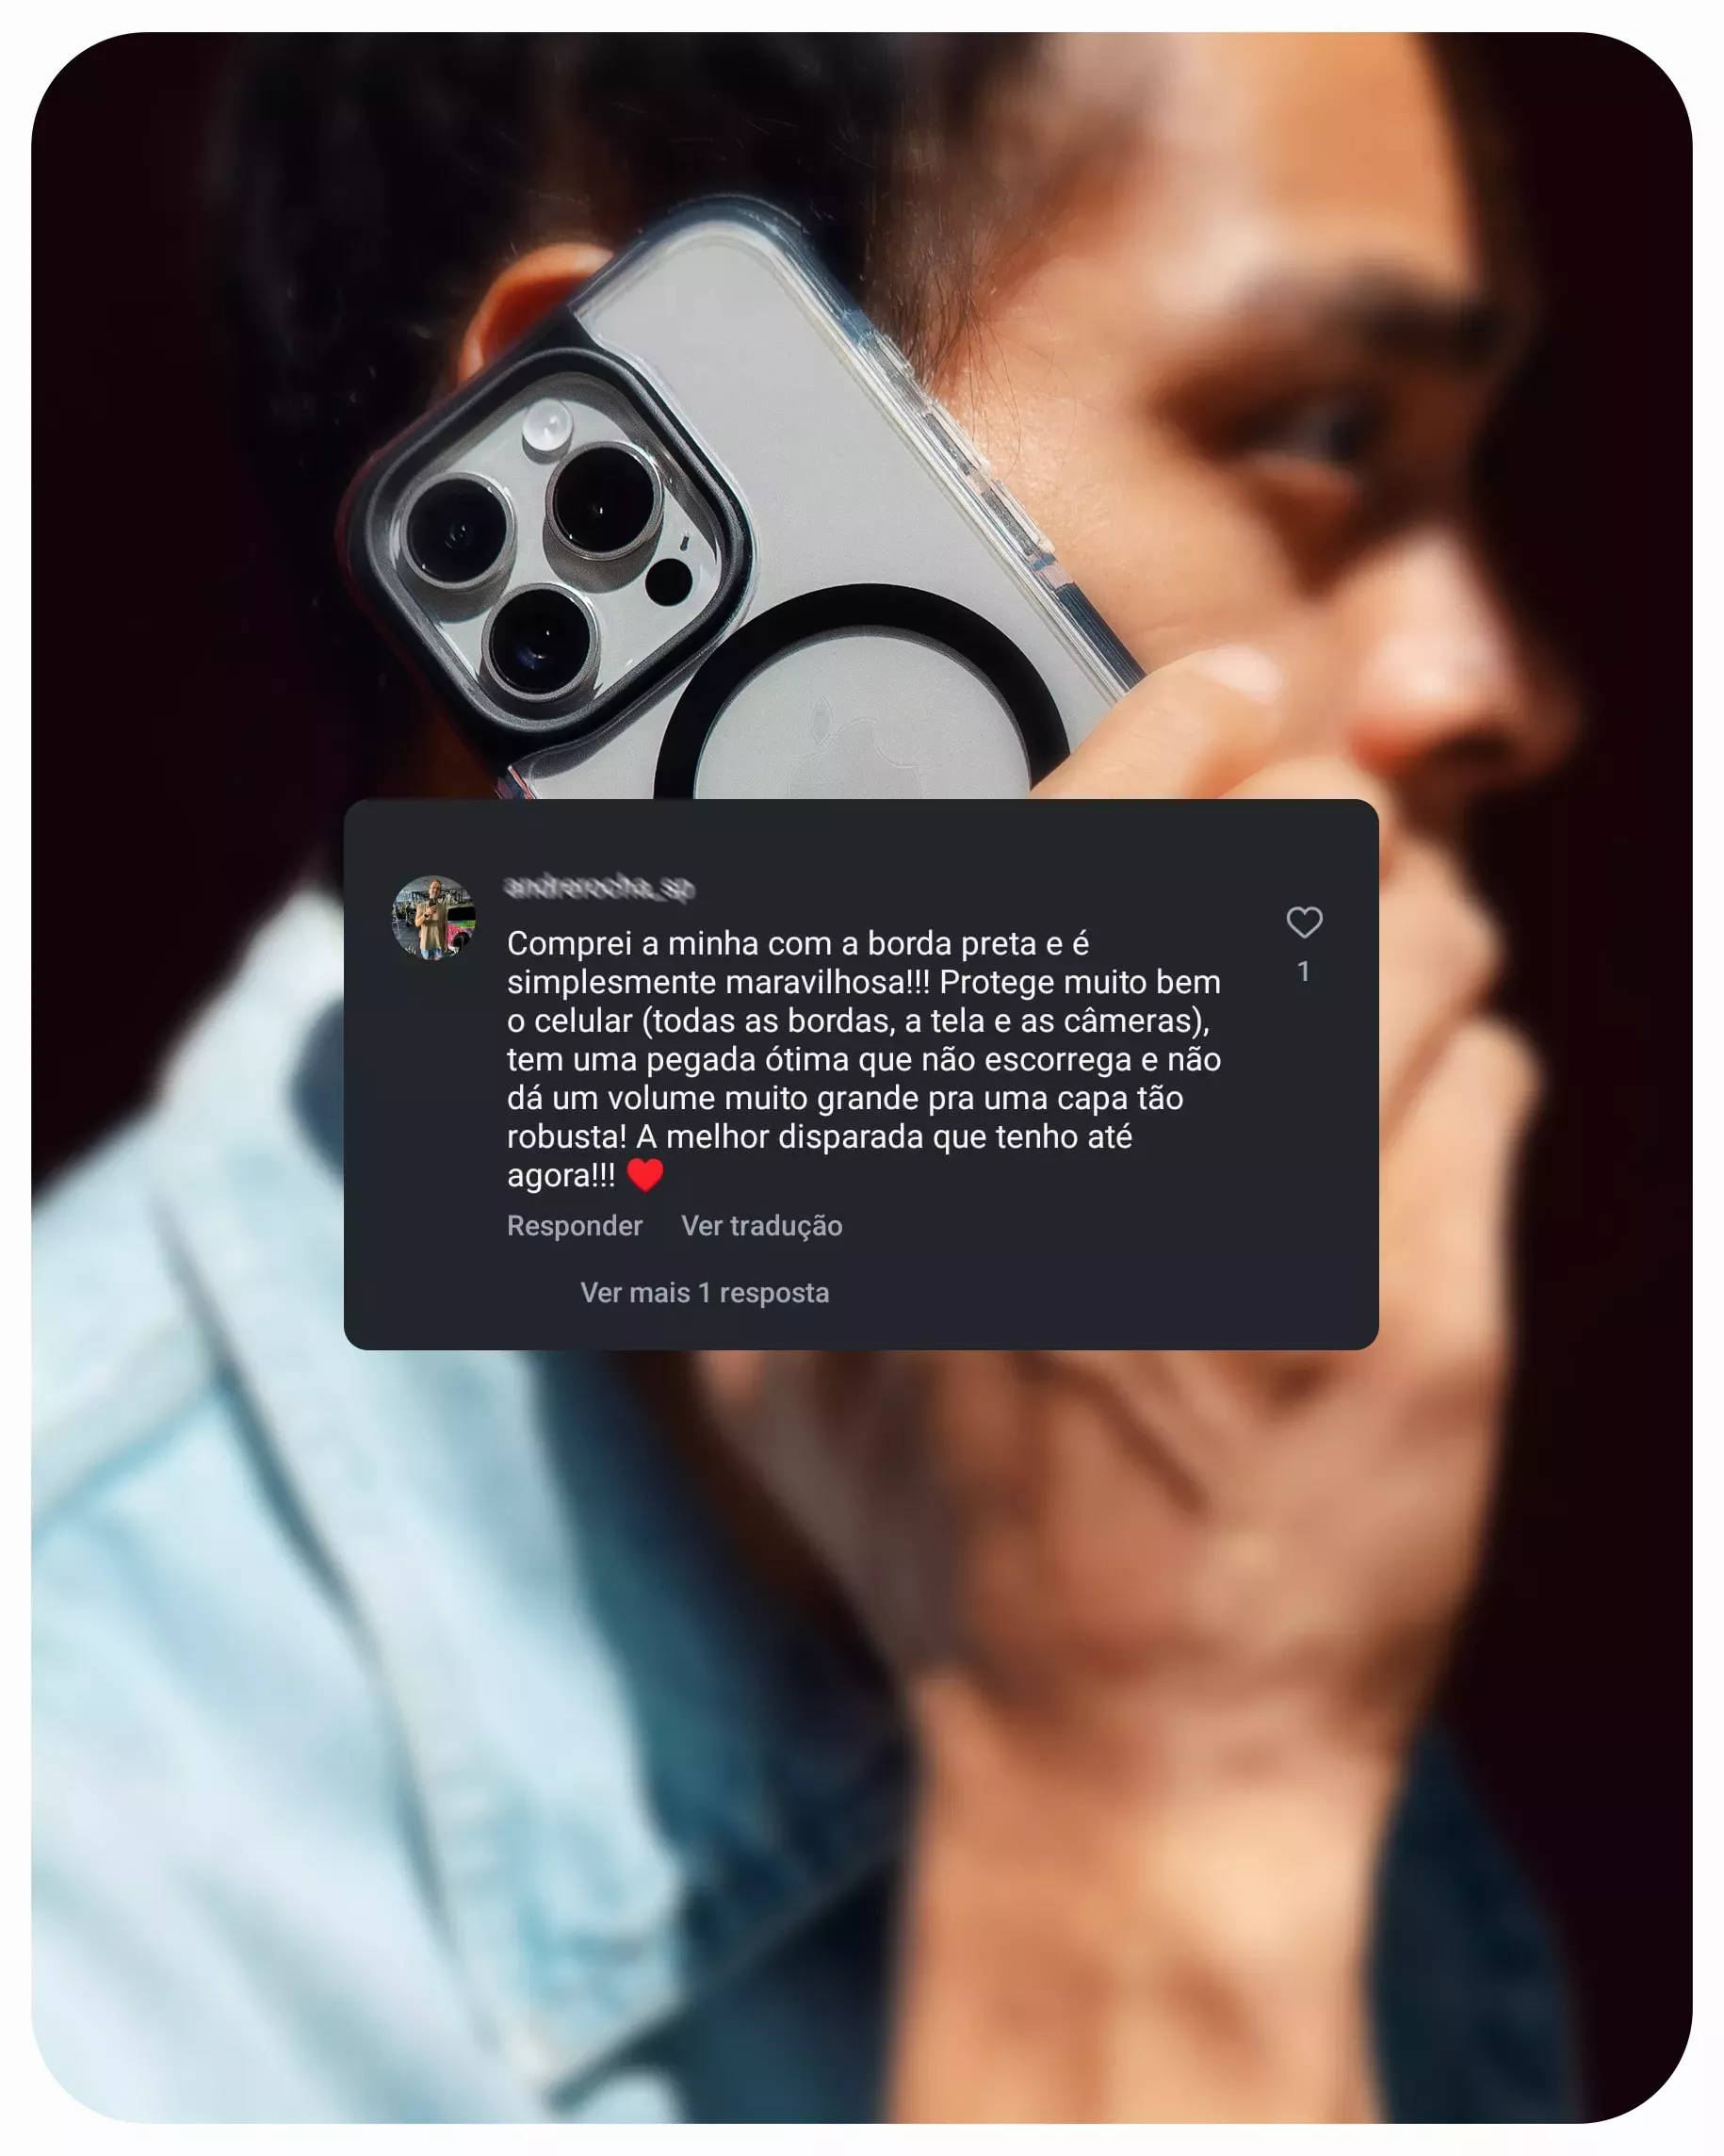 Comprei a minha com a borda preta e é
simplesmente maravilhosa!!! Protege muito bem
o celular (todas as bordas, a tela e as câmeras),
tem uma pegada ótima que não escorrega e não
dá um volume muito grande pra uma capa tão
robusta! A melhor disparada que tenho até
agora!!! ❤️
1
Responder Ver tradução
Ver mais 1 resposta